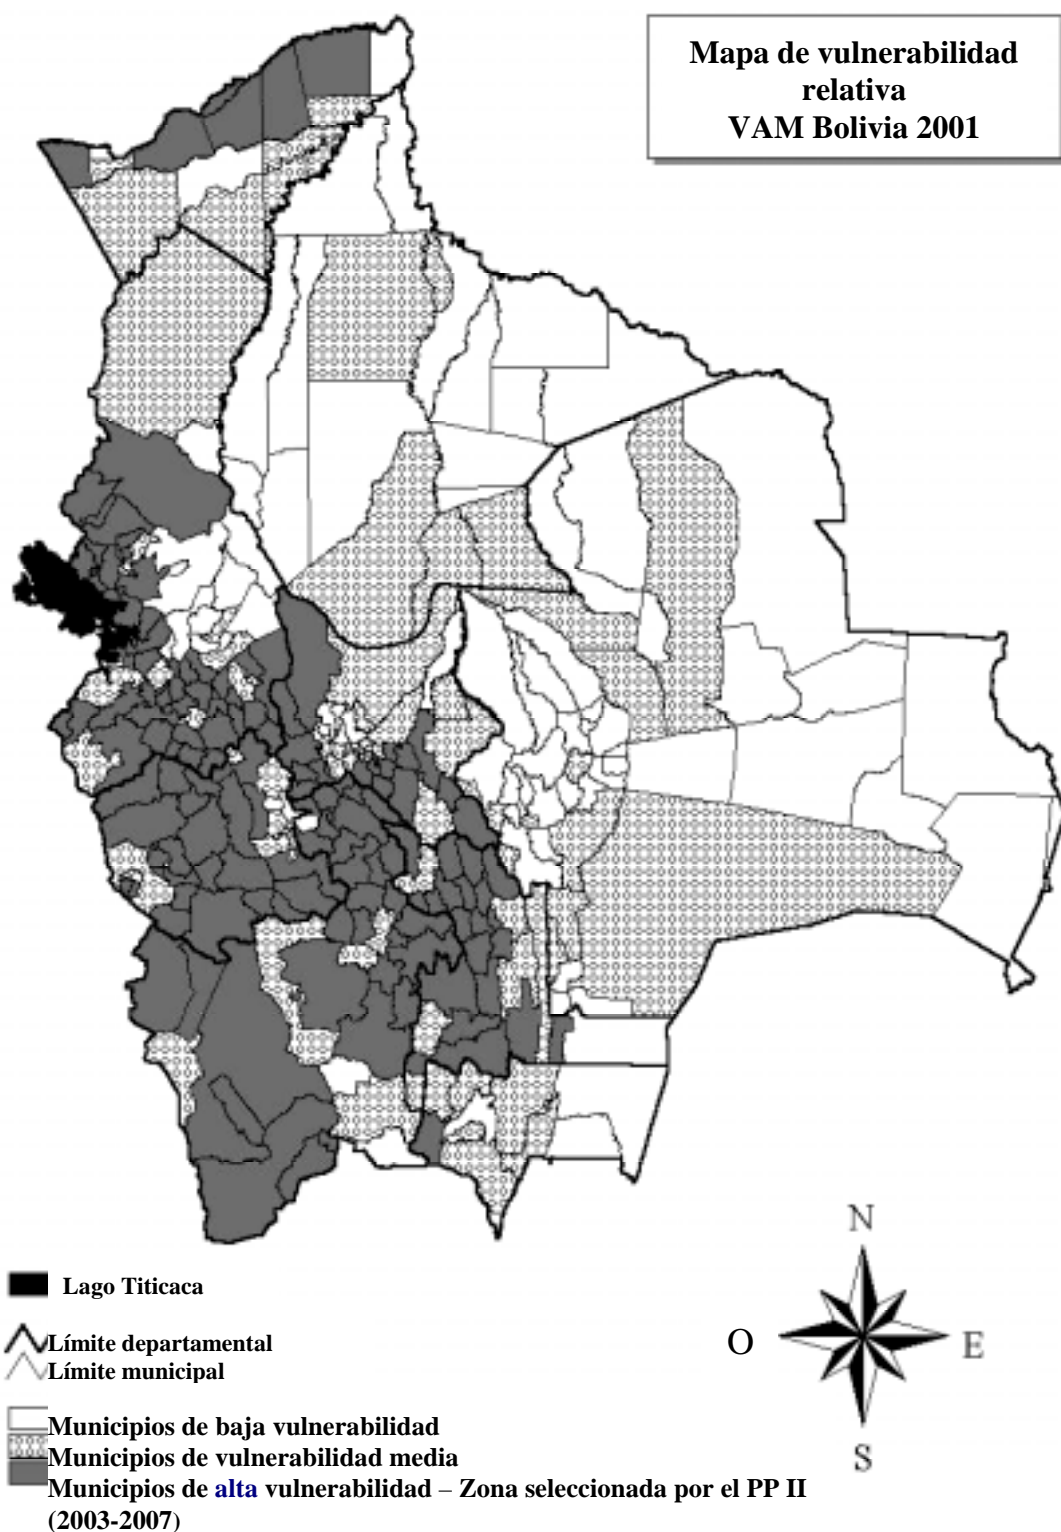 Mapa de vulnerabilidad
relativa
VAM Bolivia 2001
N
O
E
S
Lago Titicaca
Límite departamental
Límite municipal
Municipios de baja vulnerabilidad
Municipios de vulnerabilidad media
Municipios de alta vulnerabilidad – Zona seleccionada por el PP II
(2003-2007)